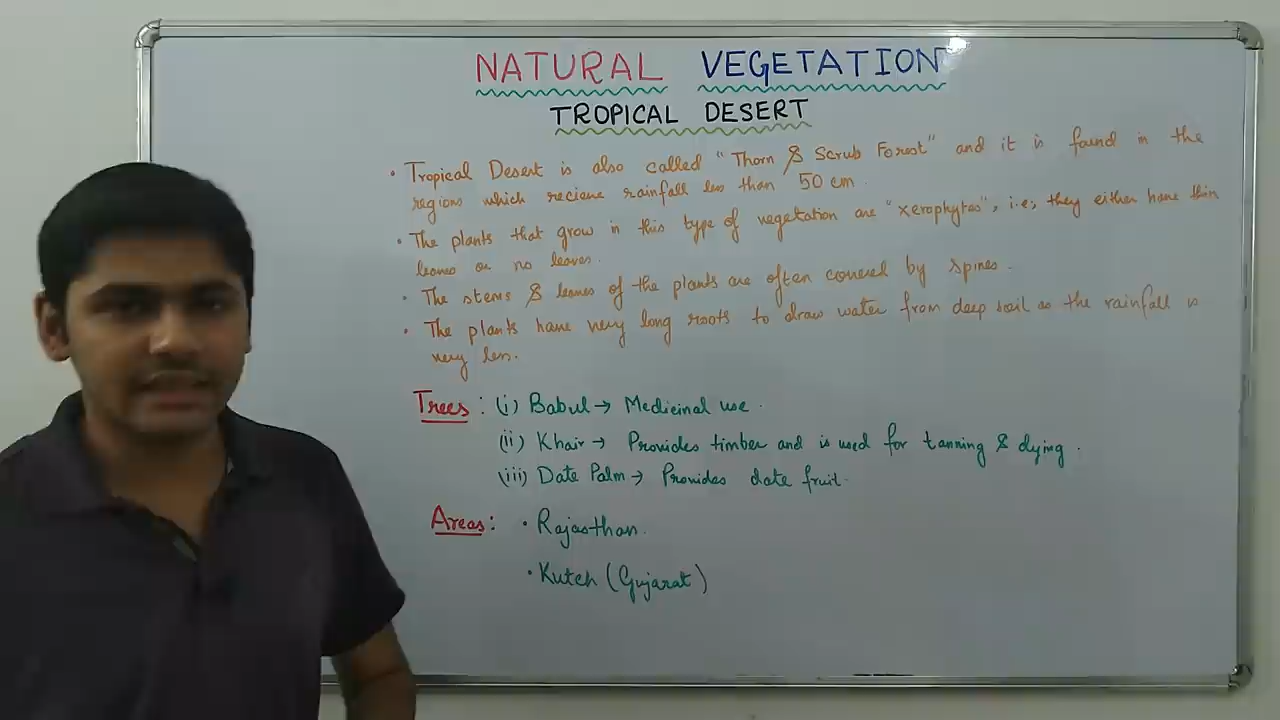 NATURAL VEGETATION
TROPICAL DESERT
• Tropical Desert is also called "Thorn & Scrub Forest" and it is found in the
regions which recieve rainfall less than 50 cm.
• The plants that grow in this type of vegetation are "xerophytes", i.e; they either have thin
leaves or no leaves.
• The stems & leaves of the plants are often covered by spines.
• The plants have very long roots to draw water from deep soil as the rainfall is
very less.
Trees: (i) Babul → Medicinal use.
(ii) Khair → Provides timber and is used for tanning & dying.
(iii) Date Palm → Provides date fruit.
Areas: • Rajasthan.
• Kutch (Gujarat)